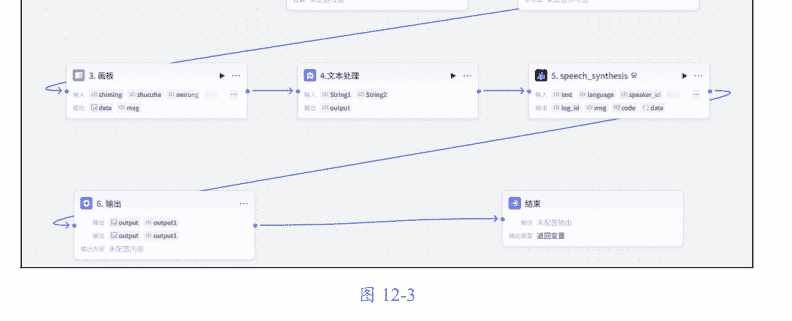 3. 画板
输入 shiming zhuozhe neirong ...
输出 data msg
4.文本处理
输入 String1 String2
输出 output
5. speech_synthesis
输入 text language speaker_id ...
输出 log_id msg code data
6. 输出
输出 output output1
输出 output output1
输出内容 未配置内容
结束
输出 未配置输出
输出类型 返回变量
图 12-3